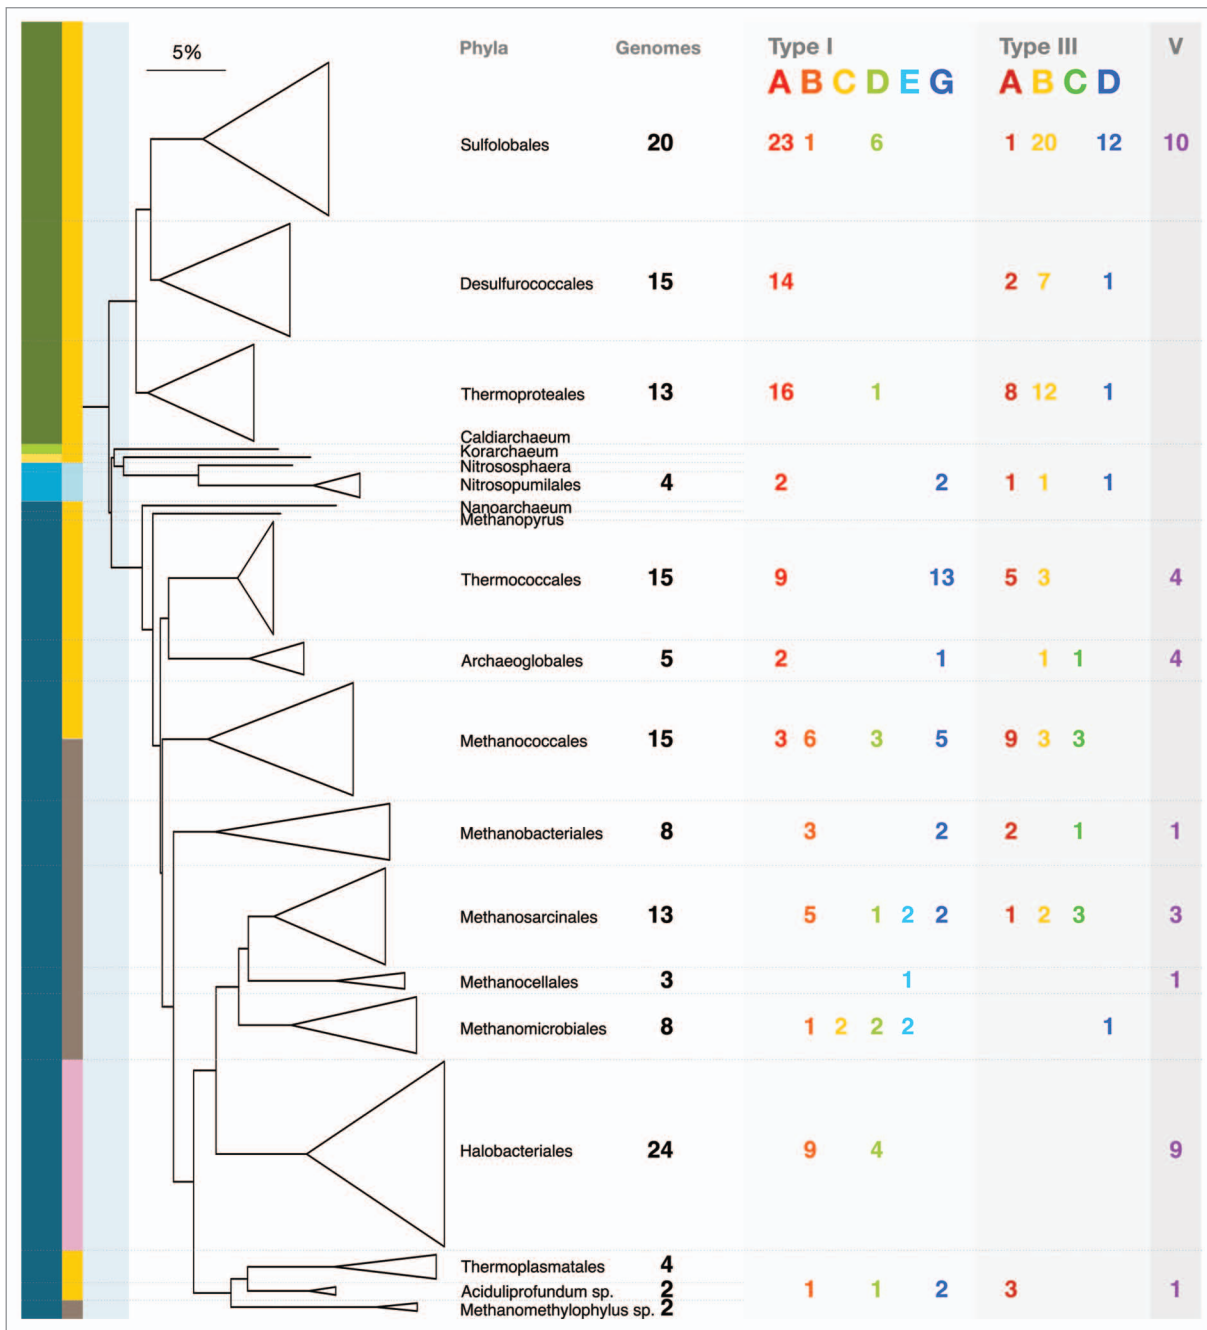 5% Phyla Genomes Type I Type III V
A B C D E G A B C D
Sulfolobales 20 23 1 6 1 20 12 10
Desulfurococcales 15 14 2 7 1
Thermoproteales 13 16 1 8 12 1
Caldiarchaeum
Korarchaeum
Nitrososphaera
Nitrosopumilales 4 2 2 1 1 1
Nanoarchaeum
Methanopyrus
Thermococcales 15 9 13 5 3 4
Archaeoglobales 5 2 1 1 1 4
Methanococcales 15 3 6 3 5 9 3 3
Methanobacteriales 8 3 2 2 1 1
Methanosarcinales 13 5 1 2 2 1 2 3 3
Methanocellales 3 1 1
Methanomicrobiales 8 1 2 2 2 1
Halobacteriales 24 9 4 9
Thermoplasmatales 4
Aciduliprofundum sp. 2 1 1 2 3 1
Methanomethylophylus sp. 2